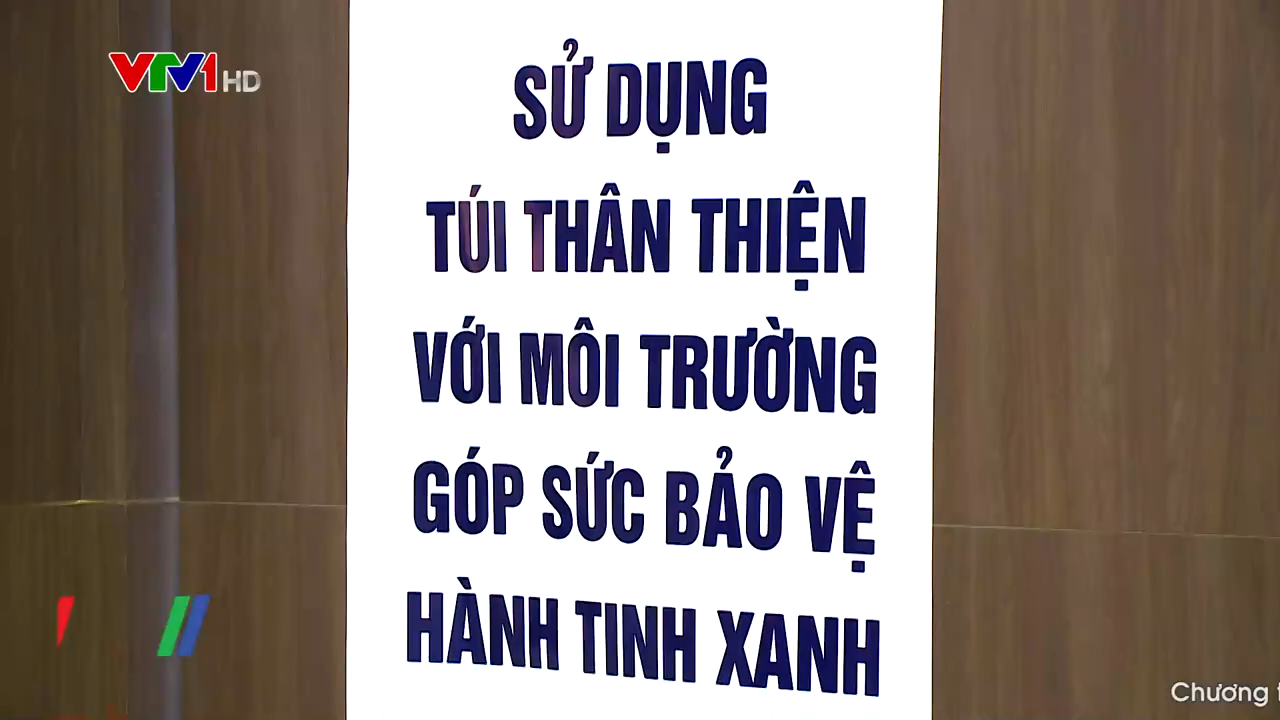 VTV1 HD
SỬ DỤNG
TÚI THÂN THIỆN
VỚI MÔI TRƯỜNG
GÓP SỨC BẢO VỆ
HÀNH TINH XANH
Chương